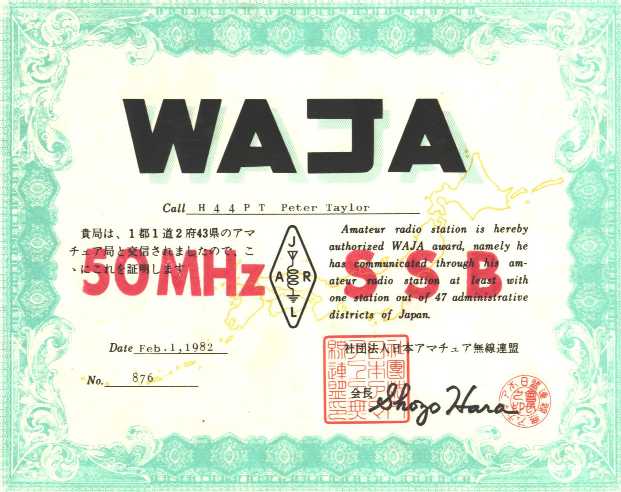 WAJA
Call H44PT Peter Taylor
貴局は、1都1道2府43県のアマ
チュア局と交信されましたので、こ
ゝにこれを証明します
50MHz
J
A R
L
SSB
Amateur radio station is hereby
authorized WAJA award, namely he
has communicated through his am-
ateur radio station at least with
one station out of 47 administrative
districts of Japan.
Date Feb.1,1982
No. 876
社団法人日本アマチュア無線連盟
会長 Shozo Hara